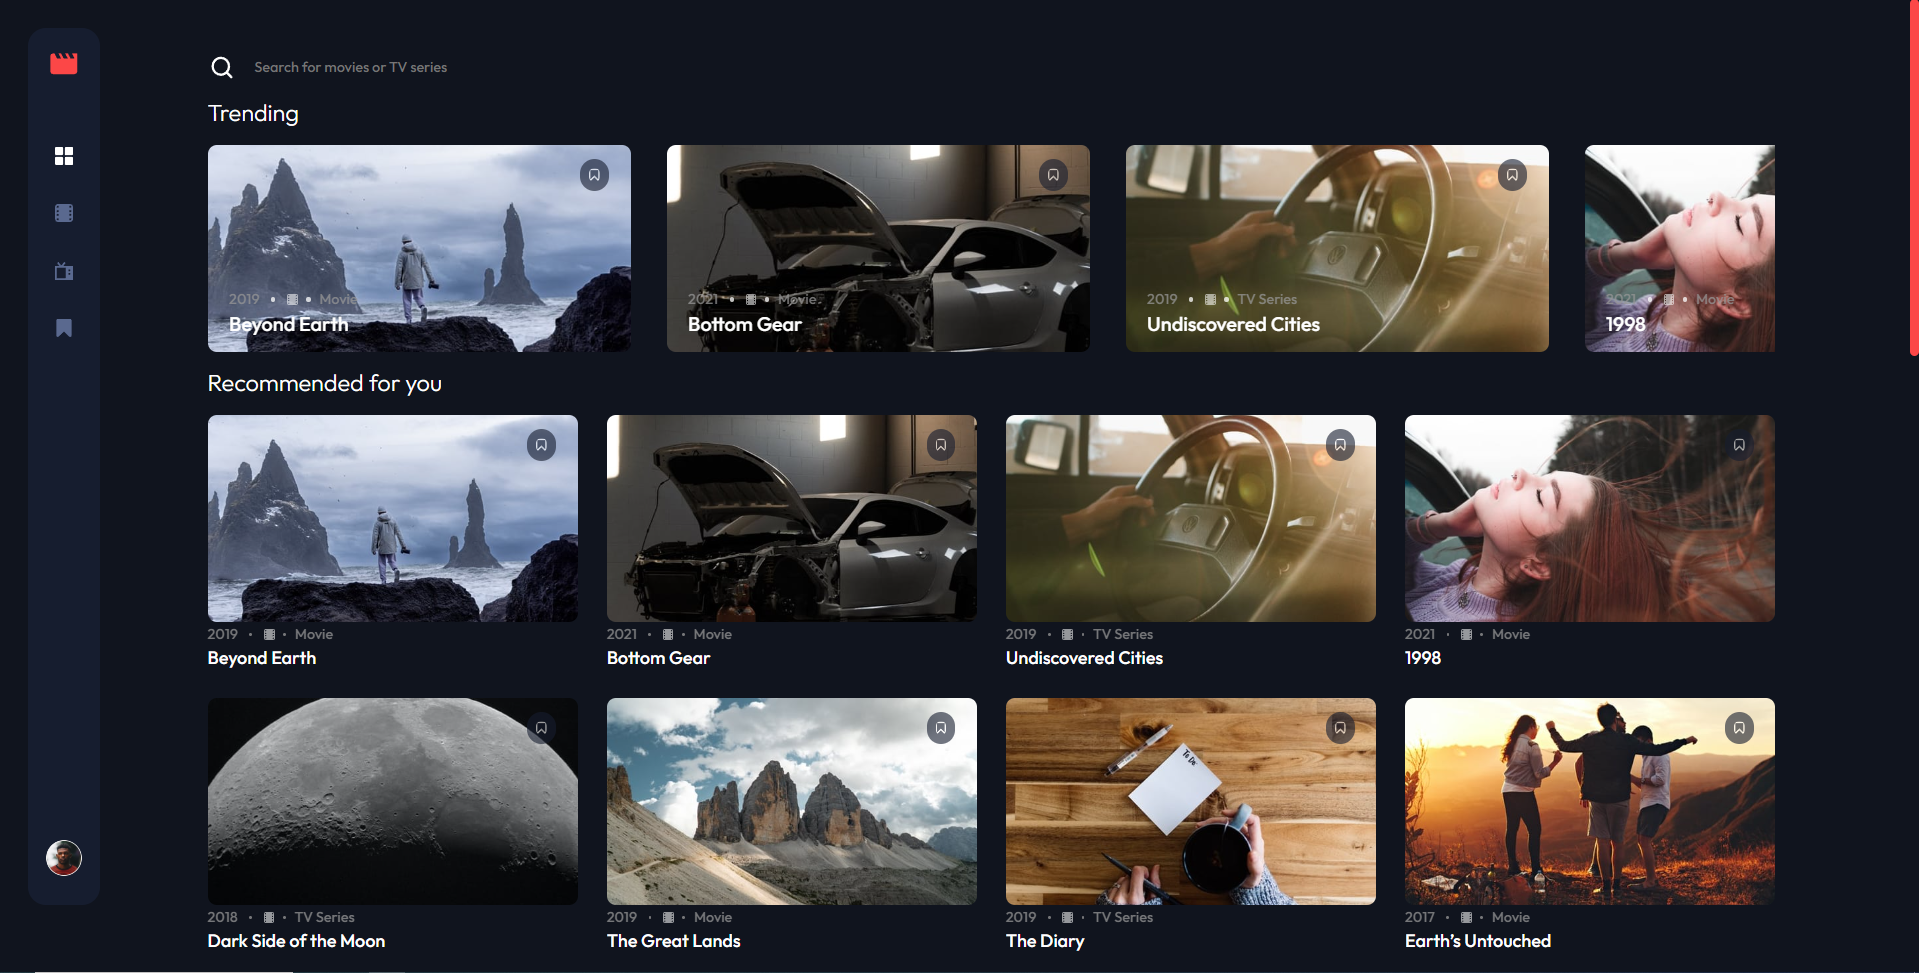 Search for movies or TV series
Trending
2019 • • Movie
Beyond Earth
2021 • • Movie
Bottom Gear
2019 • • TV Series
Undiscovered Cities
2021 • • Movie
1998
Recommended for you
2019 • • Movie
Beyond Earth
2021 • • Movie
Bottom Gear
2019 • • TV Series
Undiscovered Cities
2021 • • Movie
1998
To Do:
2018 • • TV Series
Dark Side of the Moon
2019 • • Movie
The Great Lands
2019 • • TV Series
The Diary
2017 • • Movie
Earth’s Untouched